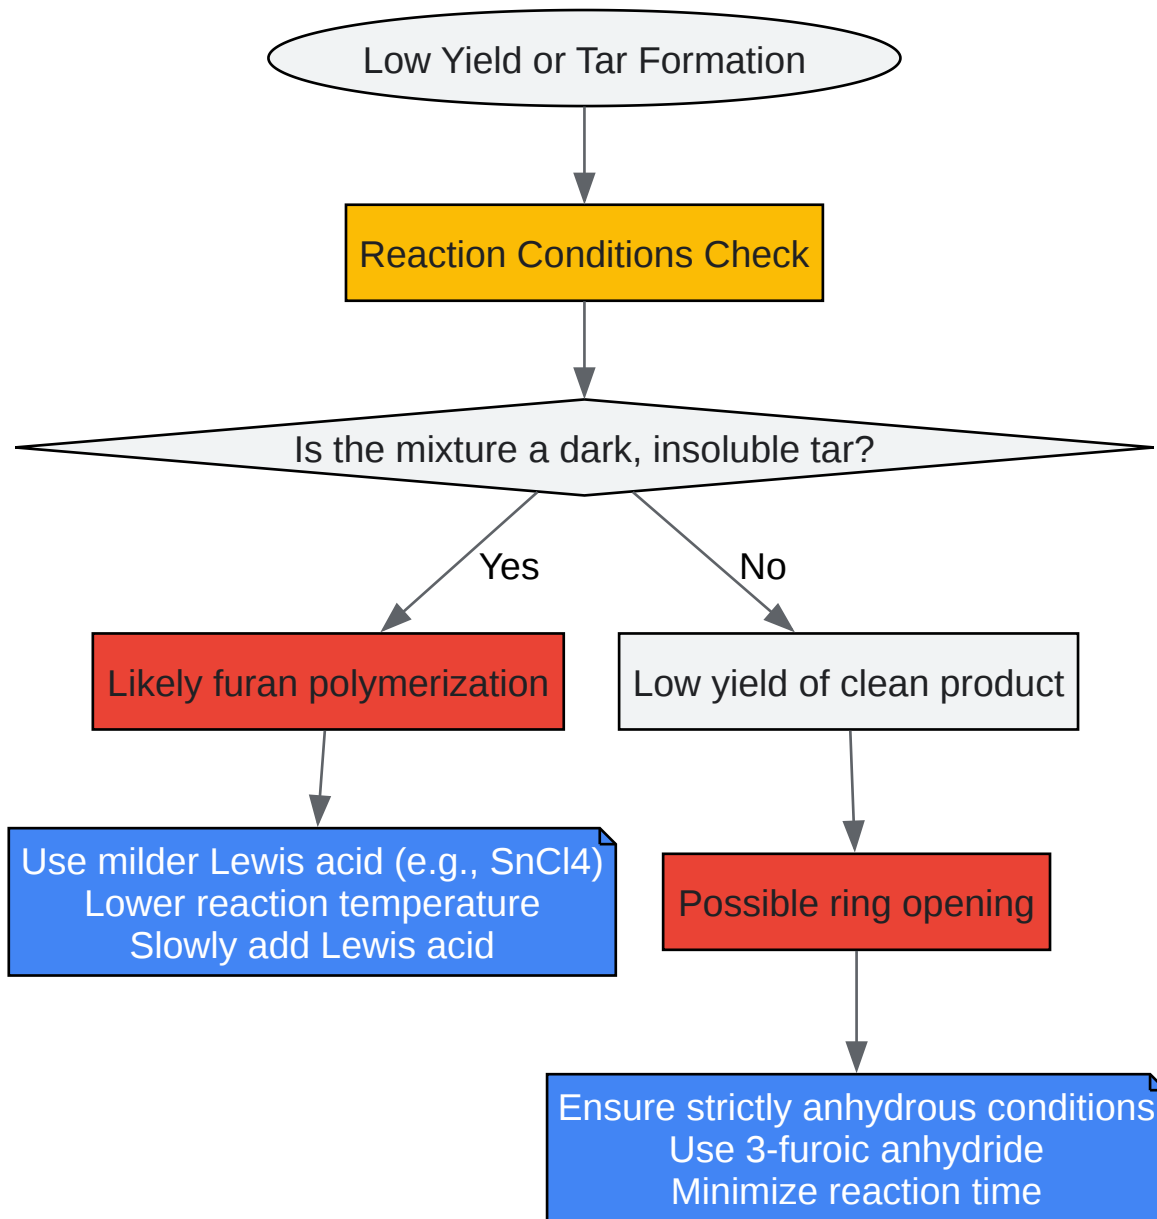 Low Yield or Tar Formation
Reaction Conditions Check
Is the mixture a dark, insoluble tar?
Yes
No
Likely furan polymerization
Low yield of clean product
Use milder Lewis acid (e.g., SnCl4)
Lower reaction temperature
Slowly add Lewis acid
Possible ring opening
Ensure strictly anhydrous conditions
Use 3-furoic anhydride
Minimize reaction time